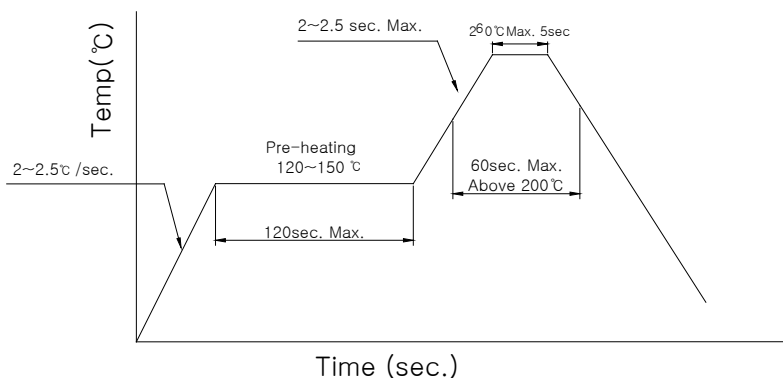 2~2.5 sec. Max.
260℃ Max. 5sec
Temp(℃)
Pre-heating
120~150 ℃
2~2.5℃ /sec.
60sec. Max.
Above 200℃
120sec. Max.
Time (sec.)